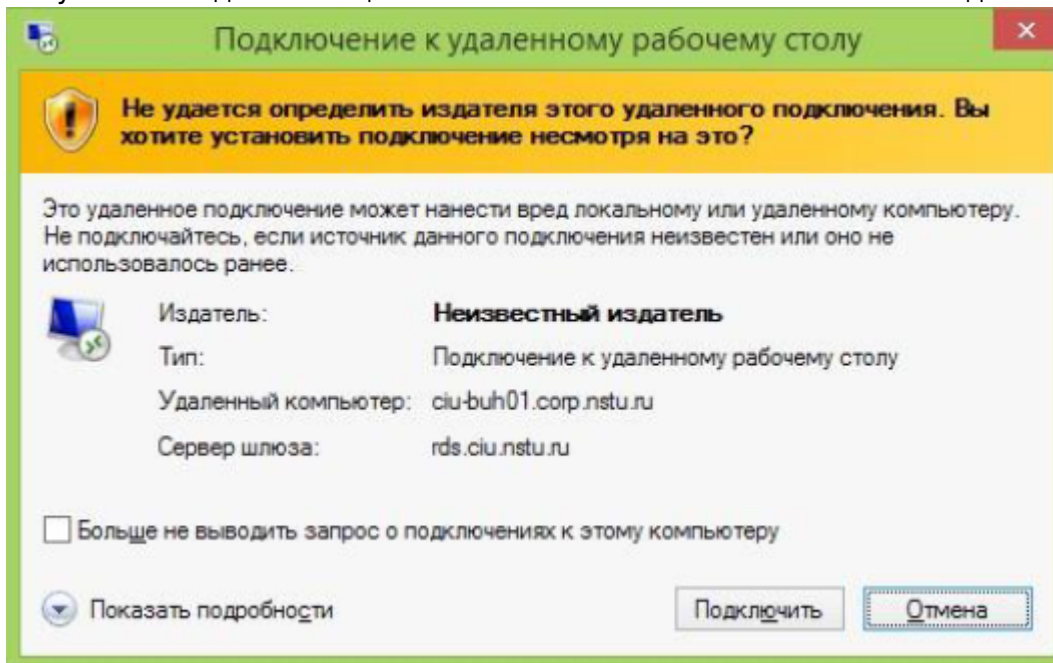 Подключение к удаленному рабочему столу
Не удается определить издателя этого удаленного подключения. Вы
хотите установить подключение несмотря на это?
Это удаленное подключение может нанести вред локальному или удаленному компьютеру.
Не подключайтесь, если источник данного подключения неизвестен или оно не
использовалось ранее.
Издатель: Неизвестный издатель
Тип: Подключение к удаленному рабочему столу
Удаленный компьютер: ciu-buh01.corp.nstu.ru
Сервер шлюза: rds.ciu.nstu.ru
Больше не выводить запрос о подключениях к этому компьютеру
Показать подробности
Подключить
Отмена